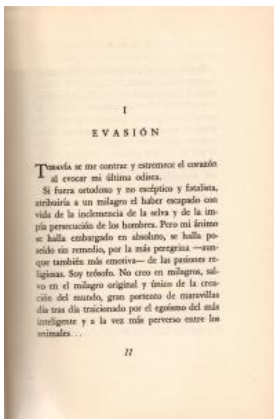 I
EVASIÓN
TODAVÍA se me contrae y estremece el corazón
al evocar mi última odisea.
Si fuera ortodoxo y no escéptico y fatalista,
atribuiría a un milagro el haber escapado con
vida de la inclemencia de la selva y de la im-
pía persecución de los hombres. Pero mi ánimo
se halla embargado en absoluto, se halla po-
seído sin remedio, por la más peregrina —aun-
que también más emotiva— de las pasiones re-
ligiosas. Soy teósofo. No creo en milagros, sal-
vo en el milagro original y único de la crea-
ción del mundo, gran portento de maravillas
día tras día traicionado por el egoísmo del más
inteligente y a la vez más perverso entre los
animales...
11